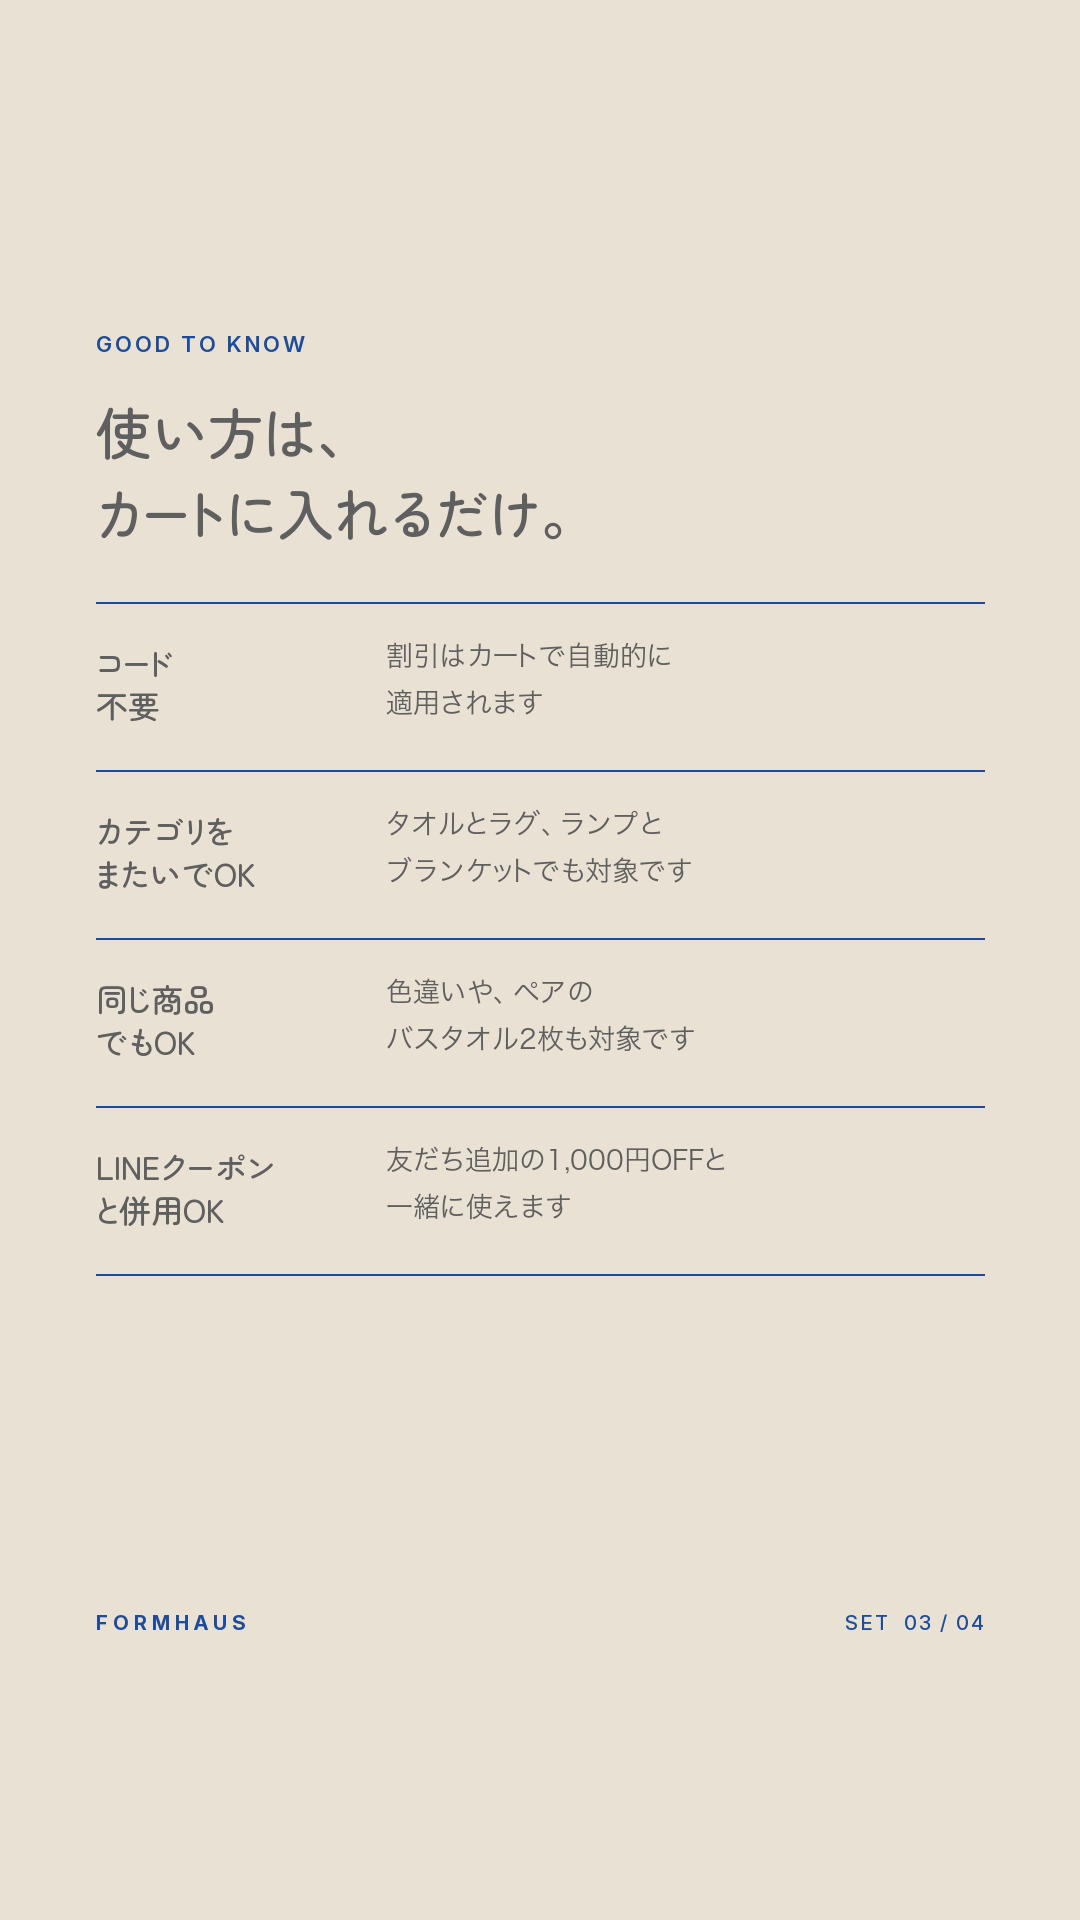 GOOD TO KNOW
使い方は、
カートに入れるだけ。
コード
不要
割引はカートで自動的に
適用されます
カテゴリを
またいでOK
タオルとラグ、ランプと
ブランケットでも対象です
同じ商品
でもOK
色違いや、ペアの
バスタオル2枚も対象です
LINEクーポン
と併用OK
友だち追加の1,000円OFFと
一緒に使えます
FORMHAUS
SET 03 / 04